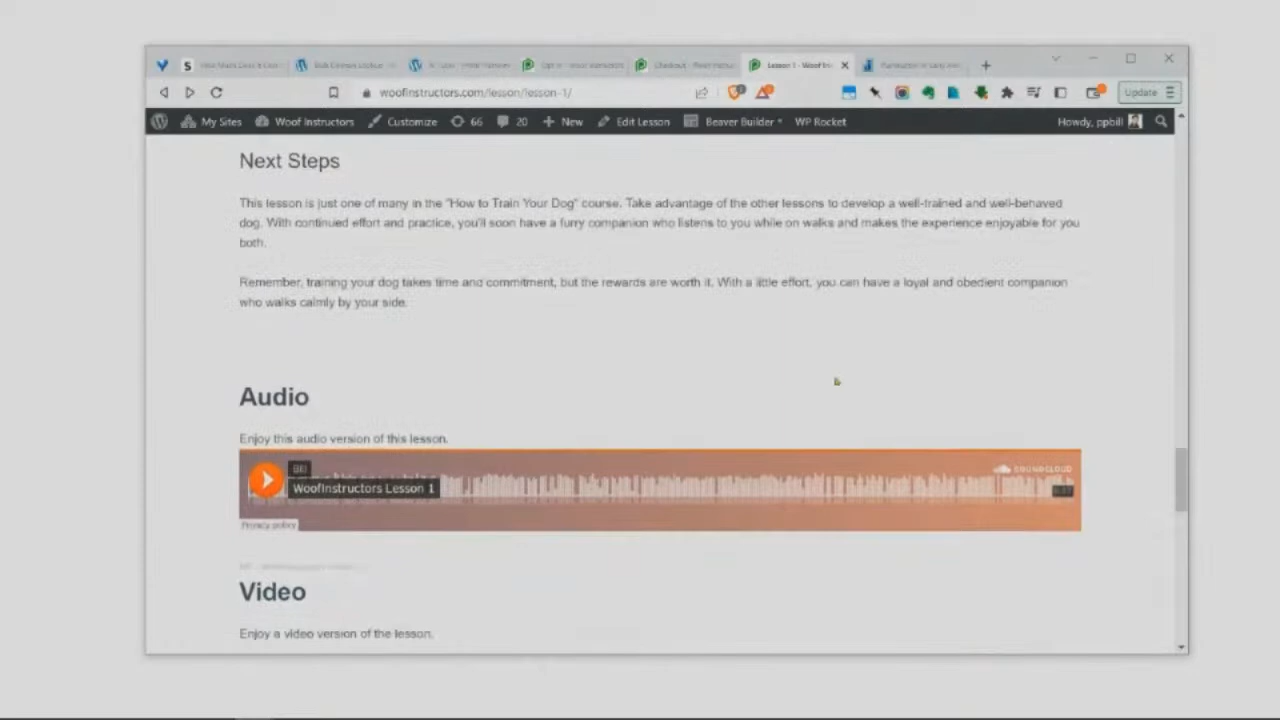 Lesson 1 - Woof Ins
woofinstructors.com/lesson/lesson-1/
Update
My Sites
Woof Instructors
Customize
66
20
New
Edit Lesson
Beaver Builder
WP Rocket
Howdy, ppbill
Next Steps
This lesson is just one of many in the "How to Train Your Dog" course. Take advantage of the other lessons to develop a well-trained and well-behaved
dog. With continued effort and practice, you'll soon have a furry companion who listens to you while on walks and makes the experience enjoyable for you
both.
Remember, training your dog takes time and commitment, but the rewards are worth it. With a little effort, you can have a loyal and obedient companion
who walks calmly by your side.
Audio
Enjoy this audio version of this lesson.
SOUNDCLOUD
WoofInstructors Lesson 1
Privacy policy
Video
Enjoy a video version of the lesson.